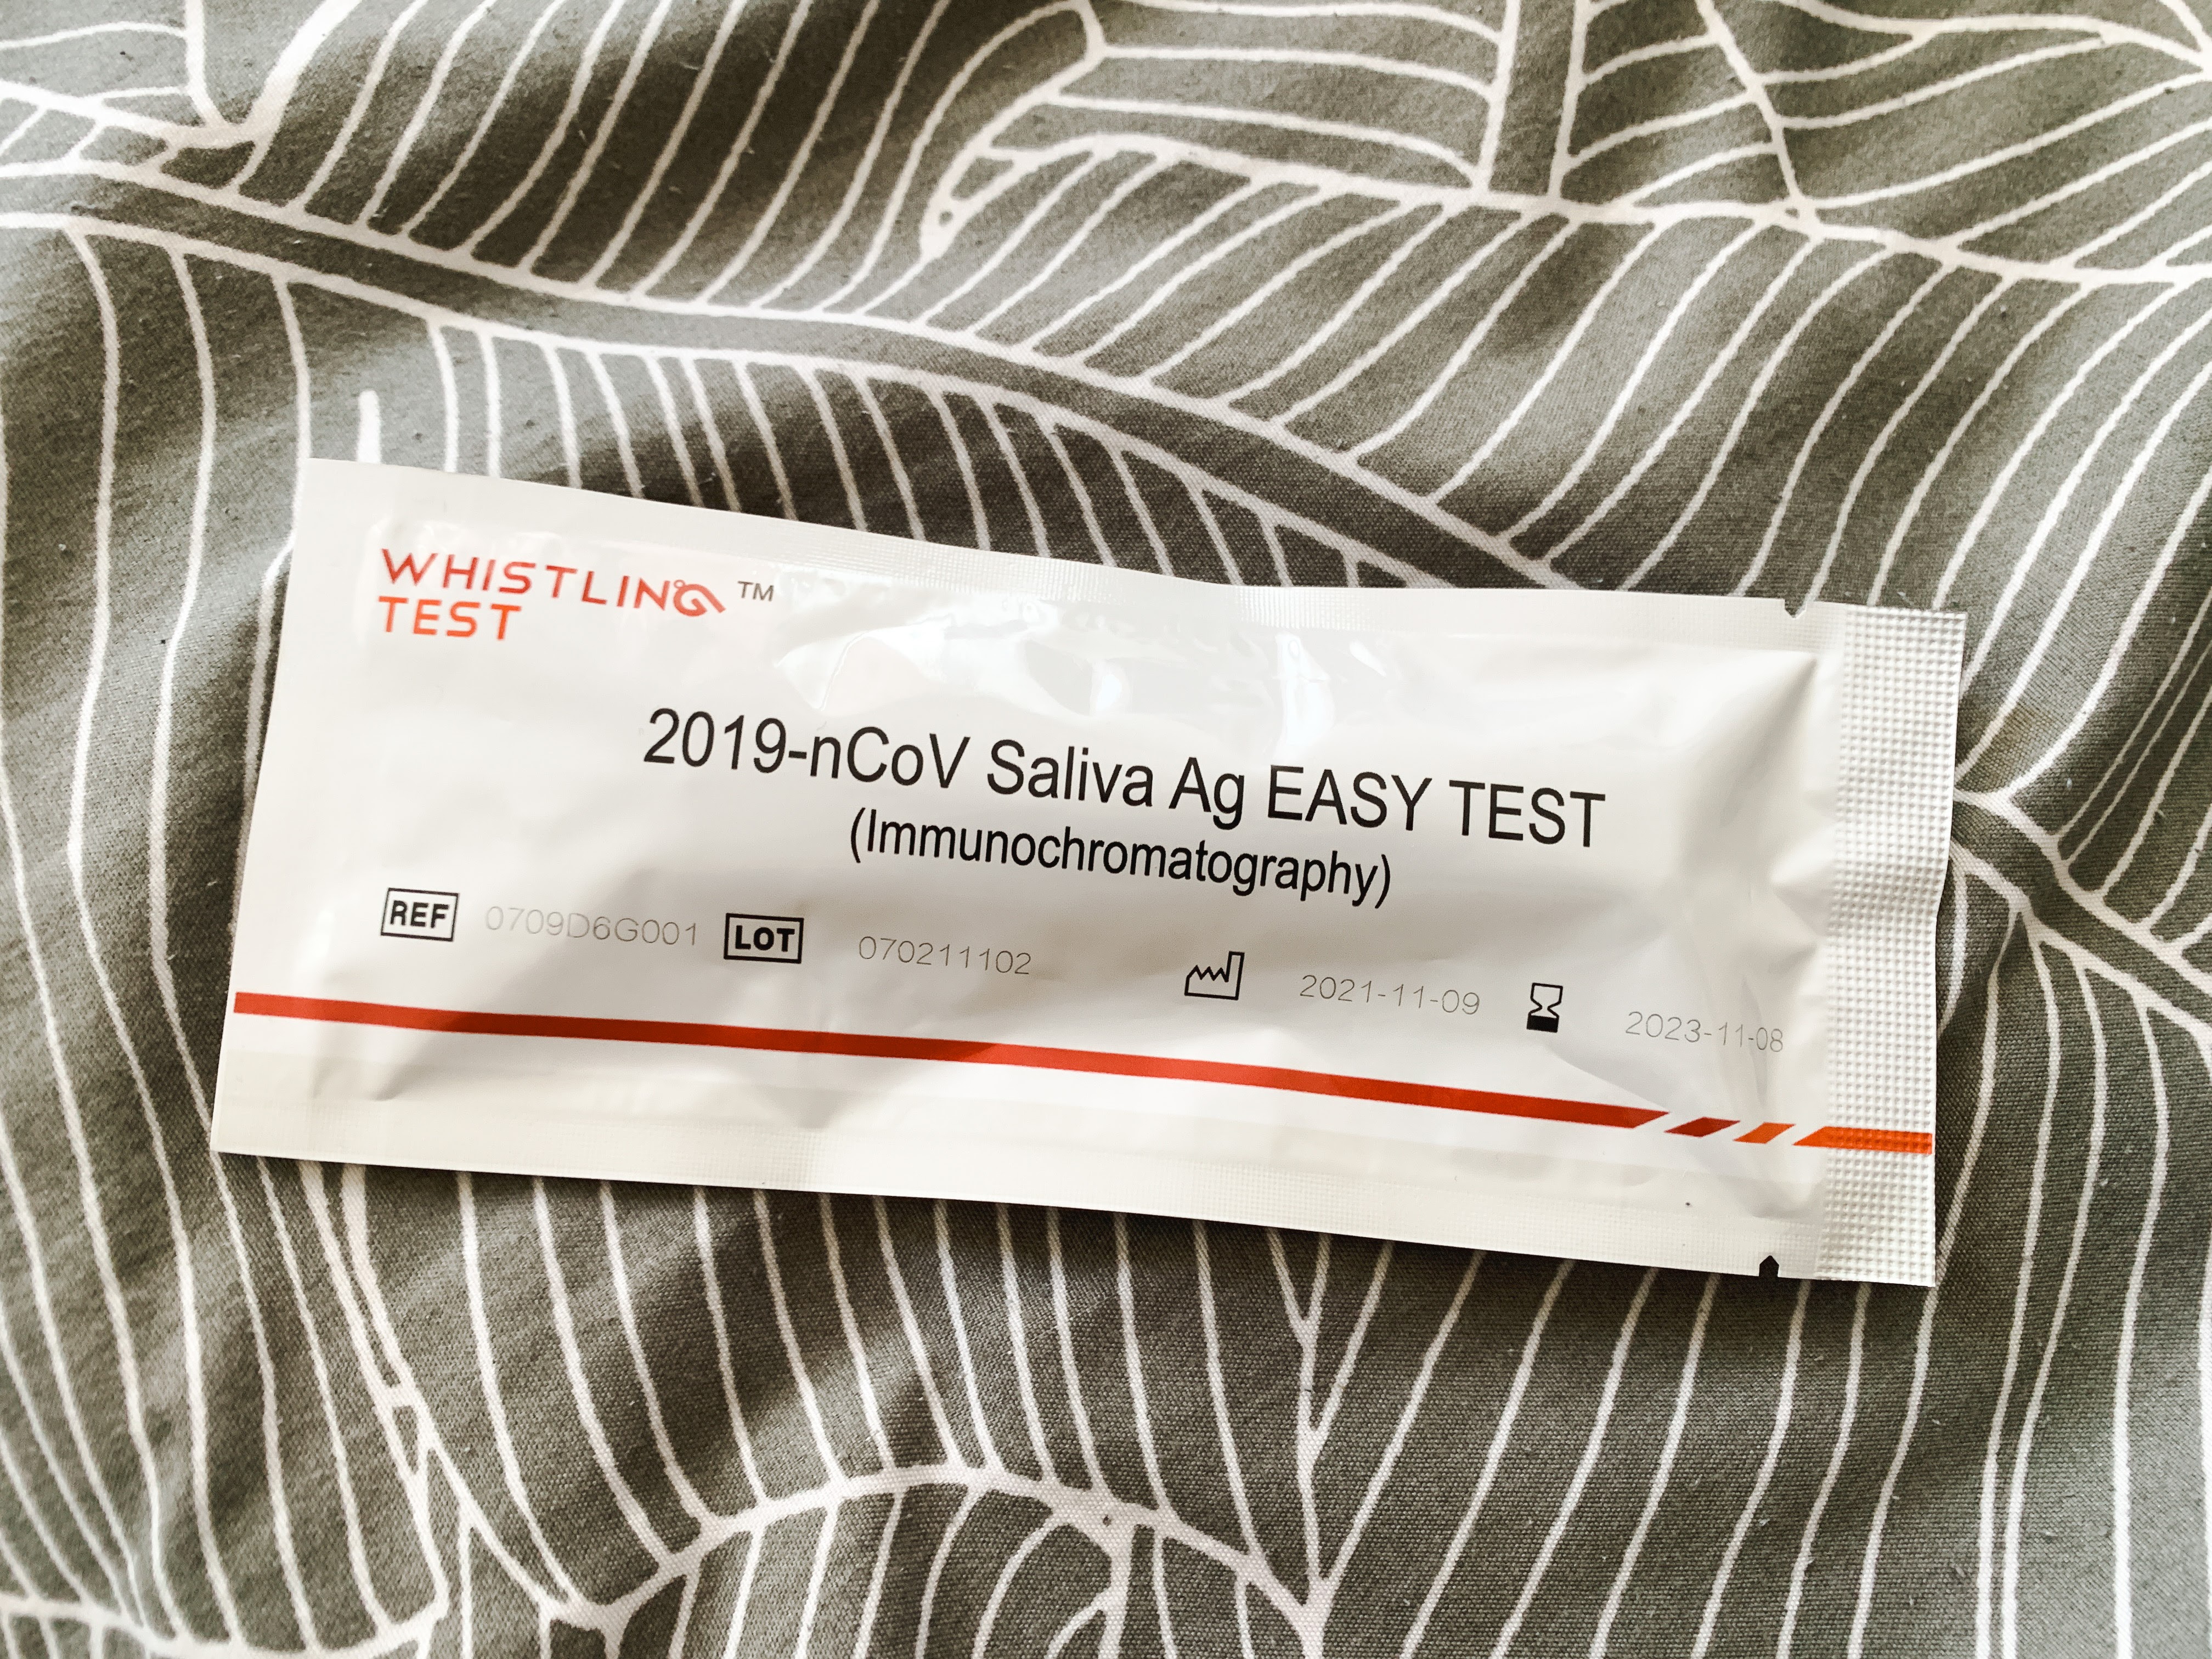 WHISTLING TM
TEST
2019-nCoV Saliva Ag EASY TEST
(Immunochromatography)
REF 0709D6G001 LOT 070211102 2021-11-09 2023-11-08